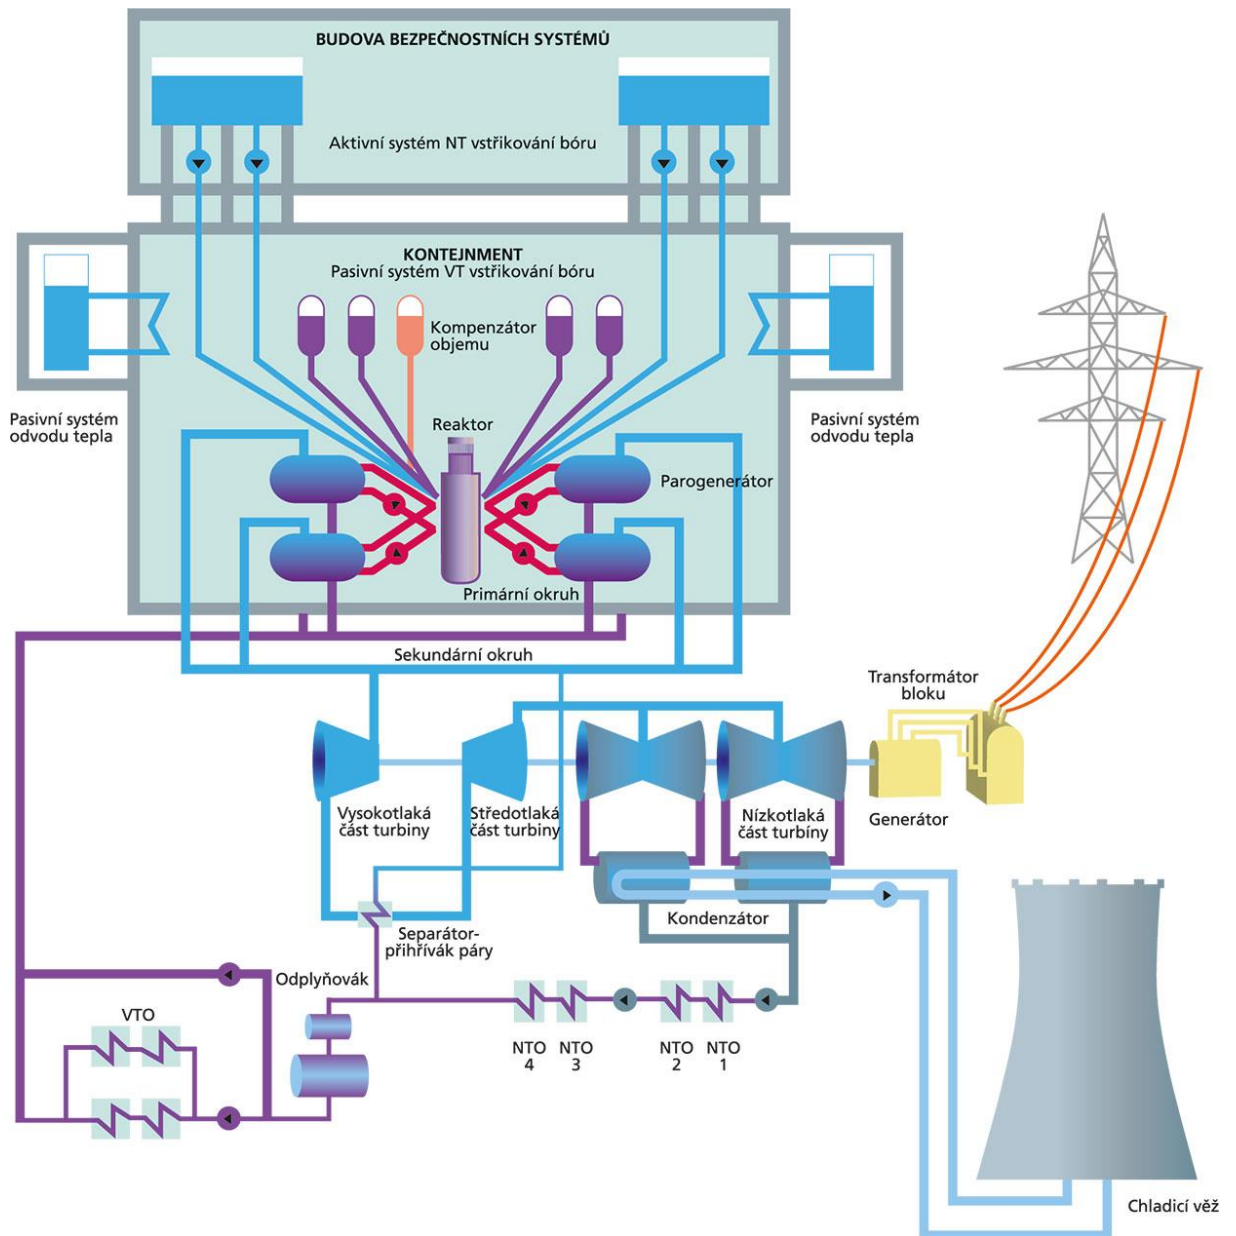 BUDOVA BEZPEČNOSTNÍCH SYSTÉMŮ
Aktivní systém NT vstřikování bóru
KONTEJNMENT
Pasivní systém VT vstřikování bóru
Kompenzátor
objemu
Pasivní systém
odvodu tepla
Reaktor
Pasivní systém
odvodu tepla
Parogenerátor
Primární okruh
Sekundární okruh
Transformátor
bloku
Vysokotlaká
část turbiny
Středotlaká
část turbiny
Nízkotlaká
část turbíny
Generátor
Kondenzátor
Separátor-
přihřívák páry
Odplyňovák
VTO
NTO
4
NTO
3
NTO
2
NTO
1
Chladicí věž